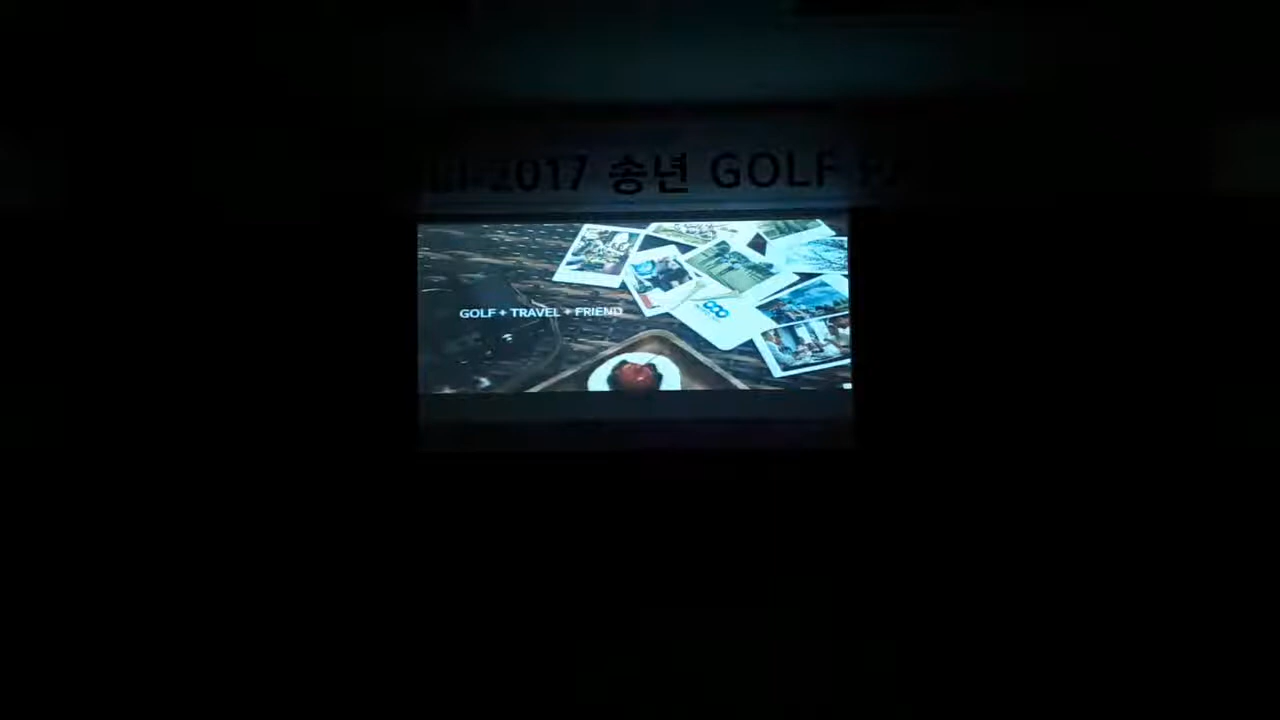 2017 송년 GOLF
GOLF + TRAVEL + FRIEND